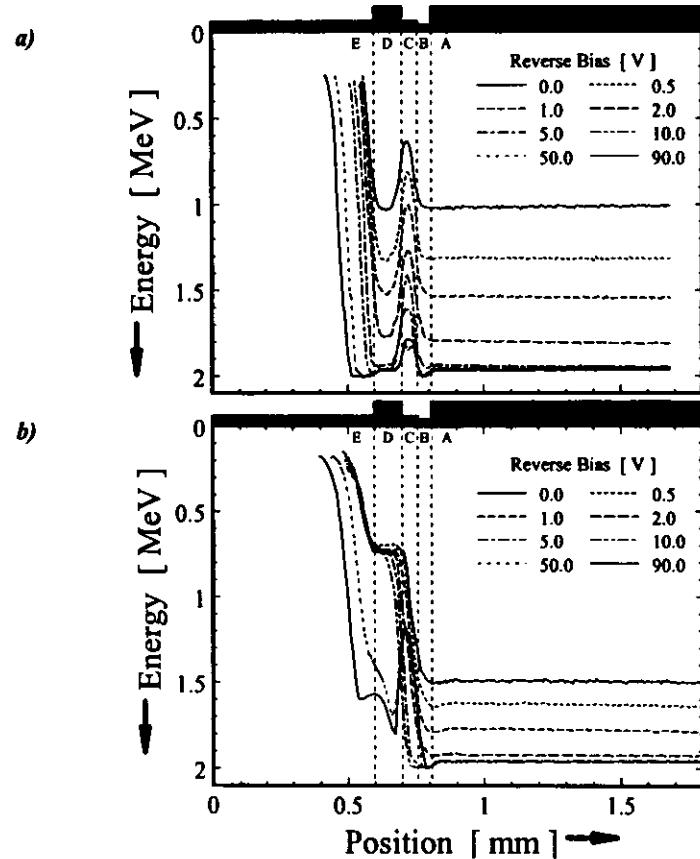 a)
E D C B A
Reverse Bias [ V ]
0.0 0.5
1.0 2.0
5.0 10.0
50.0 90.0
0
0.5
1
1.5
2
Energy [ MeV ]
b)
E D C B A
Reverse Bias [ V ]
0.0 0.5
1.0 2.0
5.0 10.0
50.0 90.0
0
0.5
1
1.5
2
Energy [ MeV ]
0 0.5 1 1.5
Position [ mm ]